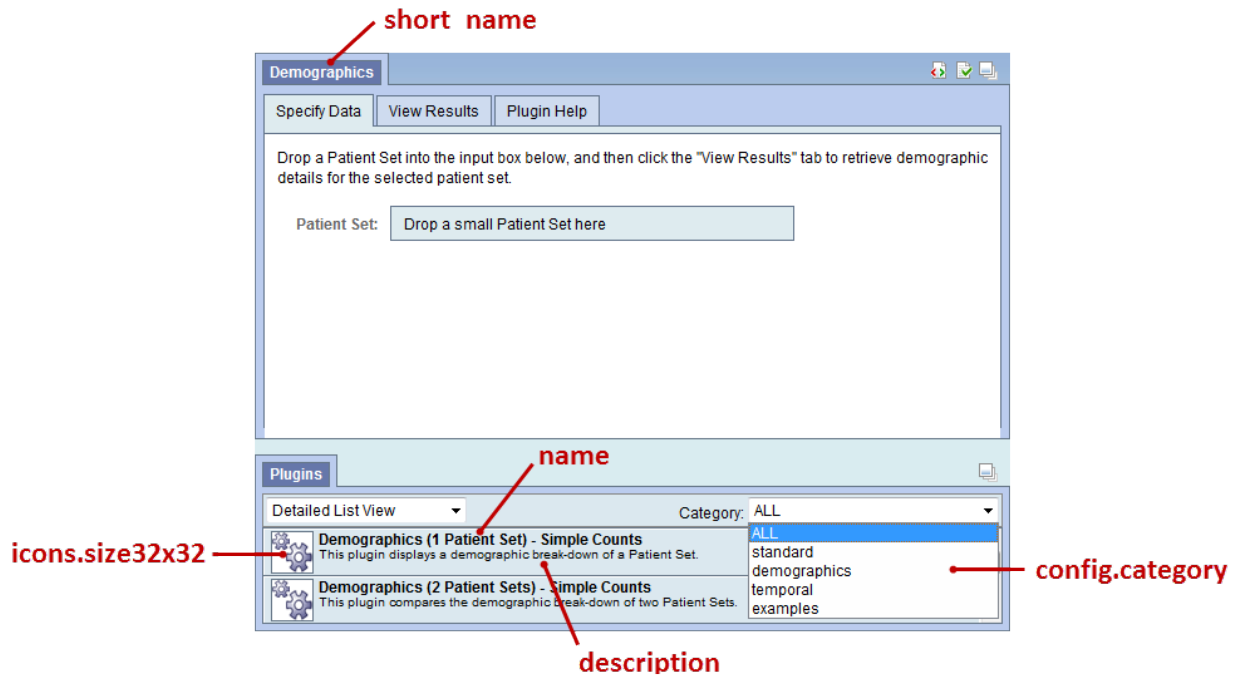 short name
Demographics
Specify Data
View Results
Plugin Help
Drop a Patient Set into the input box below, and then click the "View Results" tab to retrieve demographic
details for the selected patient set.
Patient Set:
Drop a small Patient Set here
name
Plugins
Detailed List View
Category:
ALL
Demographics (1 Patient Set) - Simple Counts
This plugin displays a demographic break-down of a Patient Set.
Demographics (2 Patient Sets) - Simple Counts
This plugin compares the demographic break-down of two Patient Sets.
ALL
standard
demographics
temporal
examples
icons.size32x32
config.category
description